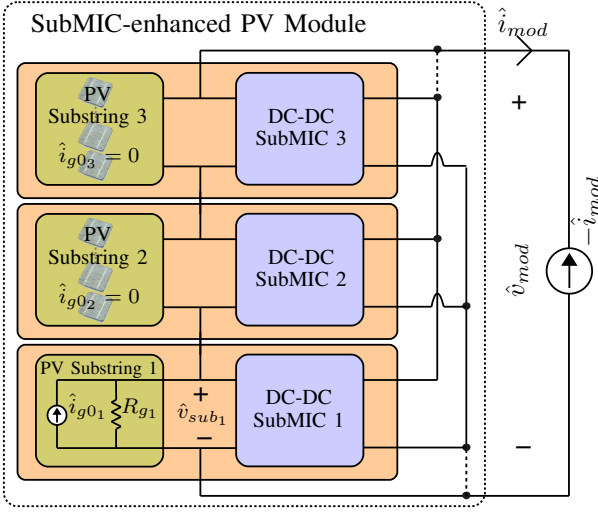 SubMIC-enhanced PV Module
î_mod
PV
Substring 3
î_g0_3 = 0
DC-DC
SubMIC 3
+
PV
Substring 2
î_g0_2 = 0
DC-DC
SubMIC 2
v̂_mod
−î_mod
PV Substring 1
î_g0_1
R_g_1
+
v̂_sub_1
−
DC-DC
SubMIC 1
−